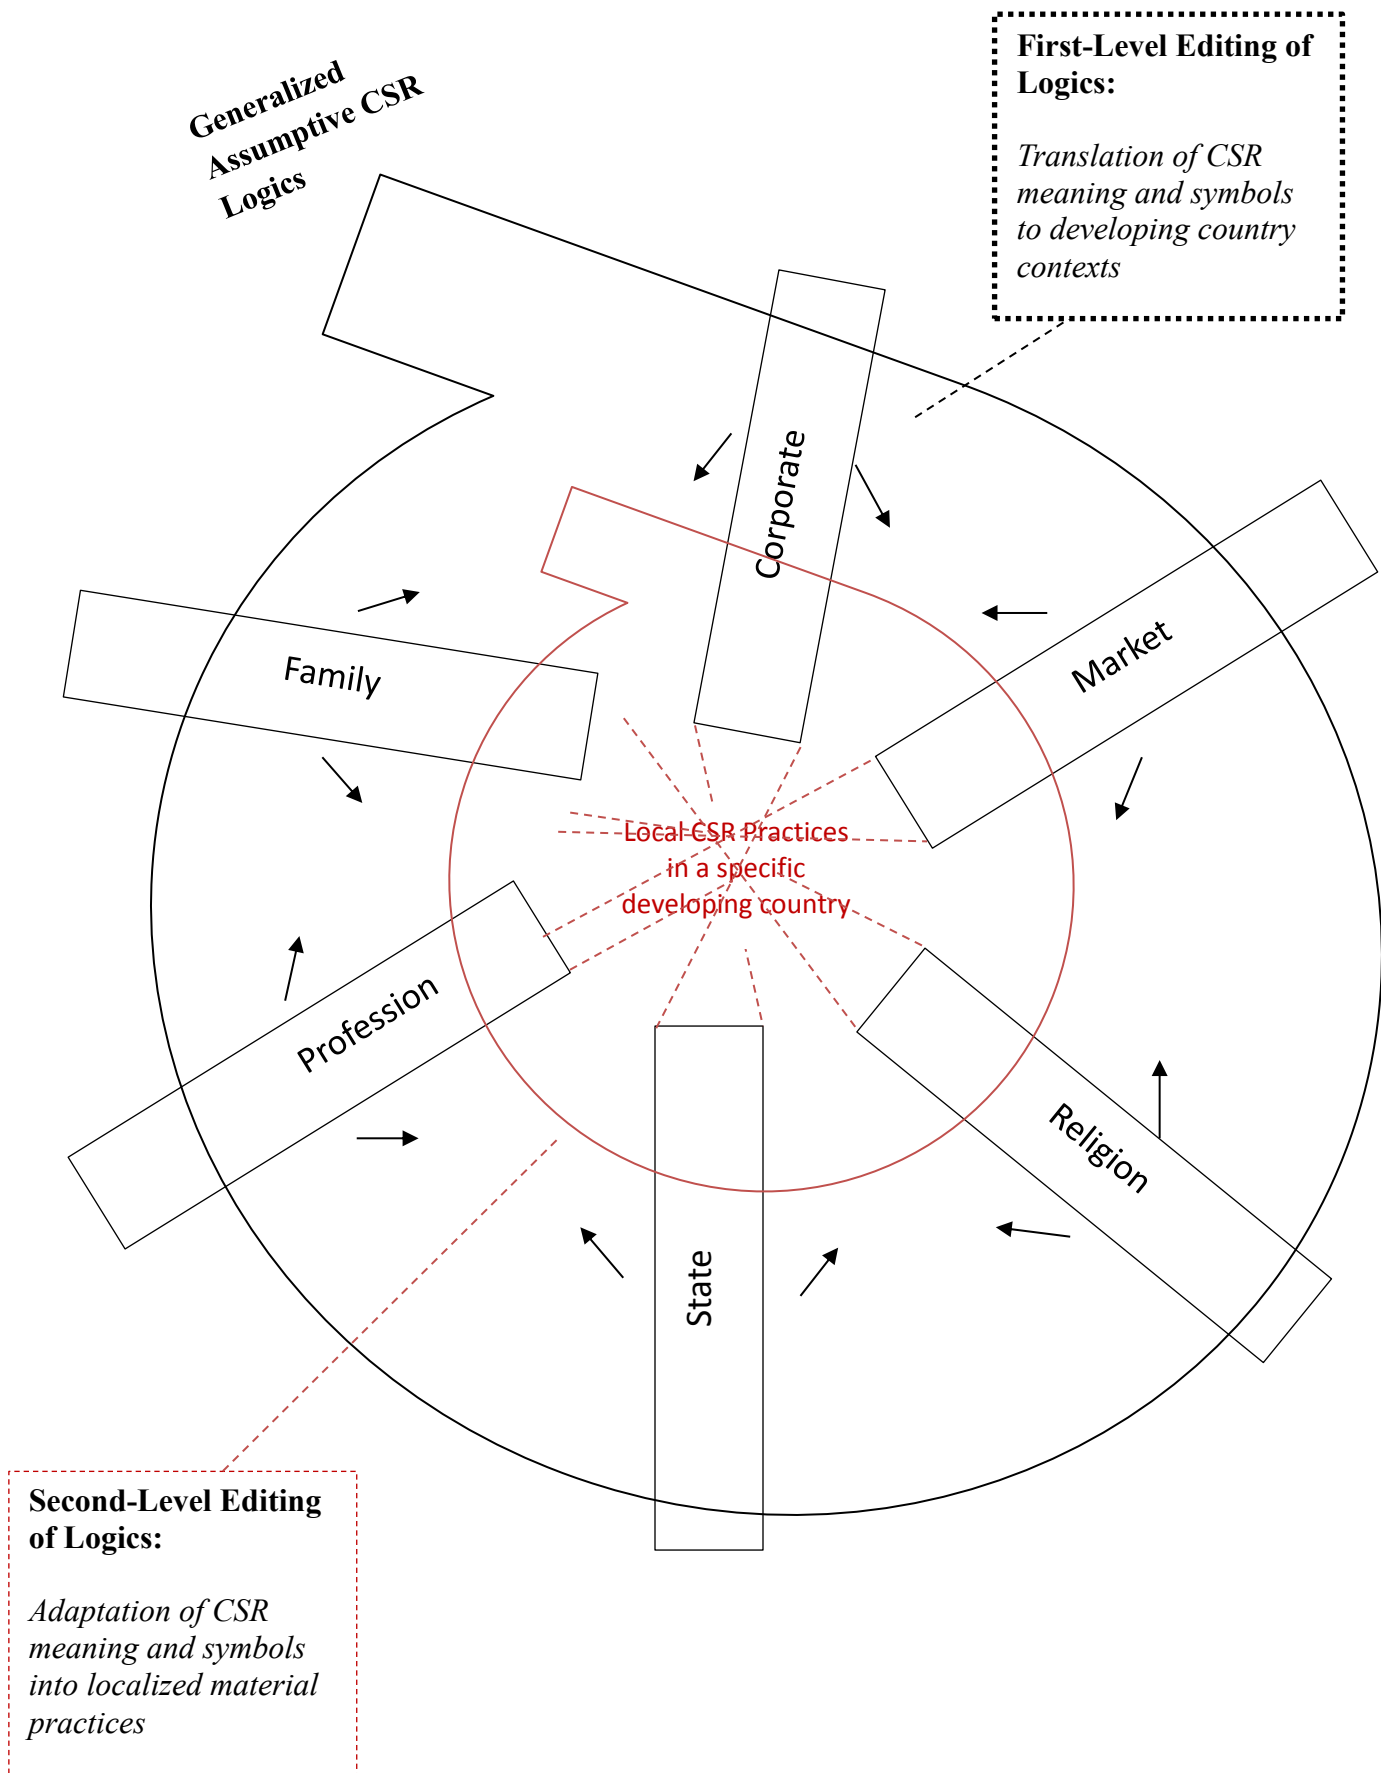 Generalized
Assumptive CSR
Logics
First-Level Editing of
Logics:
Translation of CSR
meaning and symbols
to developing country
contexts
Corporate
Market
Family
Local CSR Practices
in a specific
developing country
Profession
Religion
State
Second-Level Editing
of Logics:
Adaptation of CSR
meaning and symbols
into localized material
practices